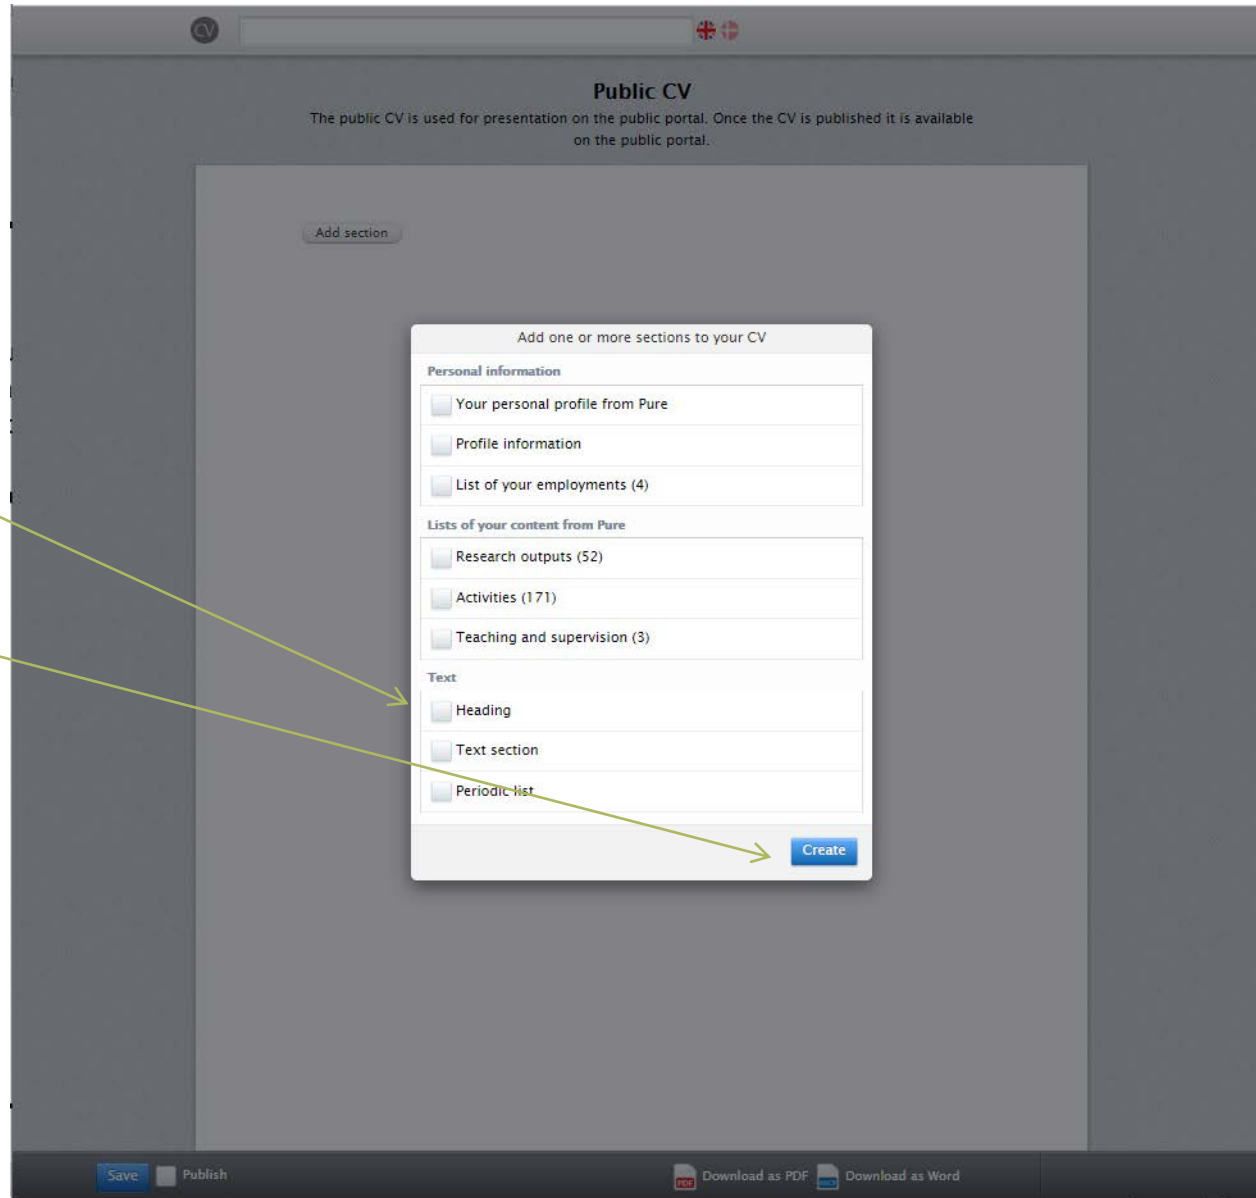 CV
Public CV
The public CV is used for presentation on the public portal. Once the CV is published it is available
on the public portal.
Add section
Add one or more sections to your CV
Personal information
Your personal profile from Pure
Profile information
List of your employments (4)
Lists of your content from Pure
Research outputs (52)
Activities (171)
Teaching and supervision (3)
Text
Heading
Text section
Periodic list
Create
Save Publish PDF Download as PDF Download as Word